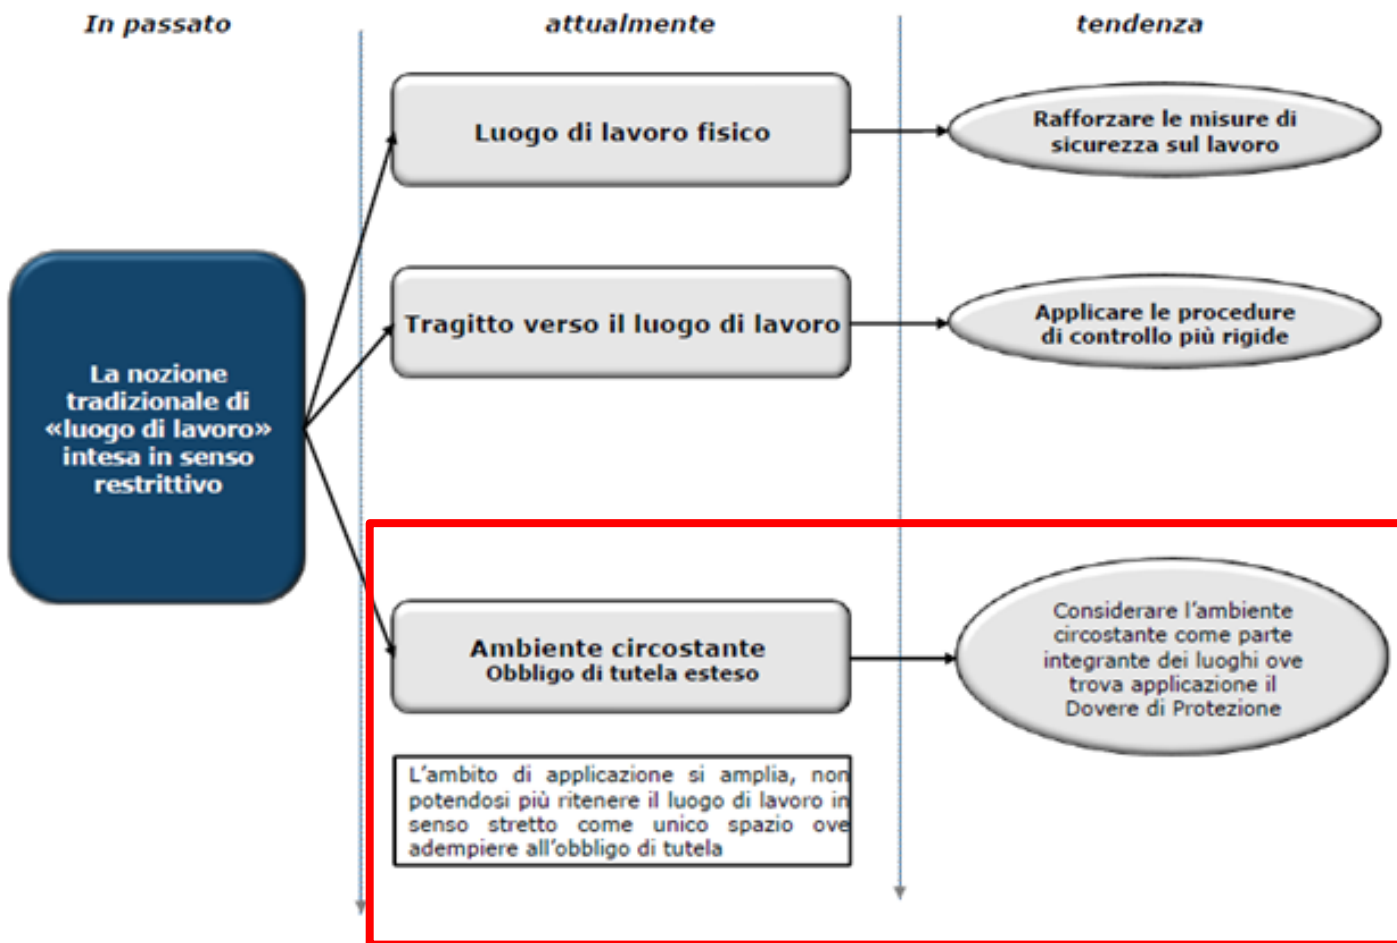 In passato
attualmente
tendenza
La nozione
tradizionale di
«luogo di lavoro»
intesa in senso
restrittivo
Luogo di lavoro fisico
Rafforzare le misure di
sicurezza sul lavoro
Tragitto verso il luogo di lavoro
Applicare le procedure
di controllo più rigide
Ambiente circostante
Obbligo di tutela esteso
Considerare l’ambiente
circostante come parte
integrante dei luoghi ove
trova applicazione il
Dovere di Protezione
L’ambito di applicazione si amplia, non
potendosi più ritenere il luogo di lavoro in
senso stretto come unico spazio ove
adempiere all’obbligo di tutela